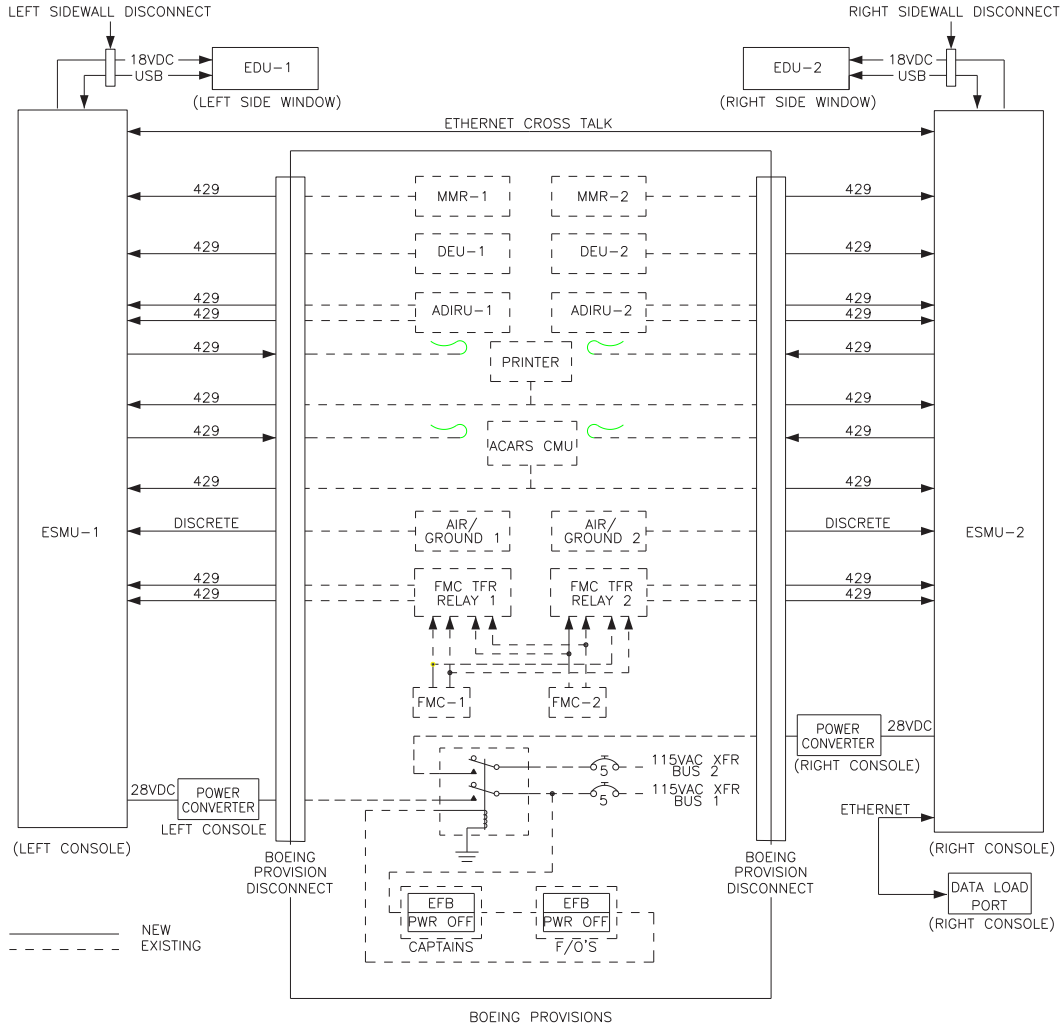 LEFT SIDEWALL DISCONNECT
RIGHT SIDEWALL DISCONNECT
18VDC
USB
EDU-1
(LEFT SIDE WINDOW)
EDU-2
(RIGHT SIDE WINDOW)
18VDC
USB
ETHERNET CROSS TALK
429
MMR-1
MMR-2
429
429
DEU-1
DEU-2
429
429
429
ADIRU-1
ADIRU-2
429
429
429
PRINTER
429
429
429
429
ACARS CMU
429
429
429
ESMU-1
DISCRETE
AIR/
GROUND 1
AIR/
GROUND 2
DISCRETE
ESMU-2
429
429
FMC TFR
RELAY 1
FMC TFR
RELAY 2
429
429
FMC-1
FMC-2
POWER
CONVERTER
28VDC
(RIGHT CONSOLE)
5
115VAC XFR
BUS 2
5
115VAC XFR
BUS 1
28VDC
POWER
CONVERTER
LEFT CONSOLE
ETHERNET
(LEFT CONSOLE)
(RIGHT CONSOLE)
BOEING
PROVISION
DISCONNECT
BOEING
PROVISION
DISCONNECT
EFB
PWR OFF
CAPTAINS
EFB
PWR OFF
F/O'S
DATA LOAD
PORT
(RIGHT CONSOLE)
NEW
EXISTING
BOEING PROVISIONS